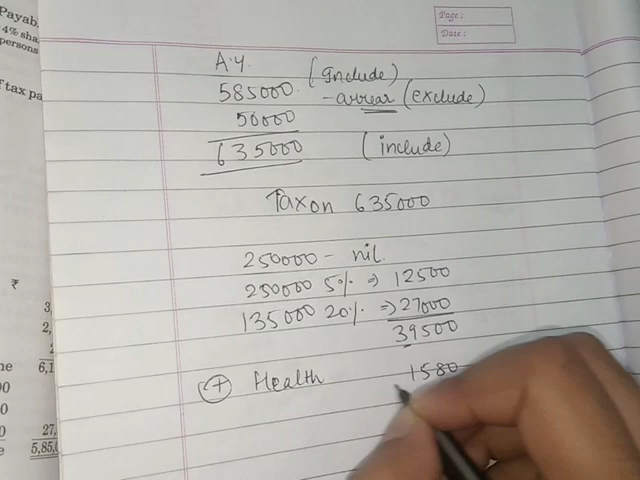 Payab
4% sha
persons
f tax pa
₹
3,
2,
6,1
00
0
0
27,
5,85,0
Page:
Date:
A.y.
585000. (Include)
- arrear (exclude)
50000
635000 (include)
Tax on 635000
250000 - nil.
250000 5% ⇒ 12500
135000 20% ⇒ 27000
39500
(+) Health 1580